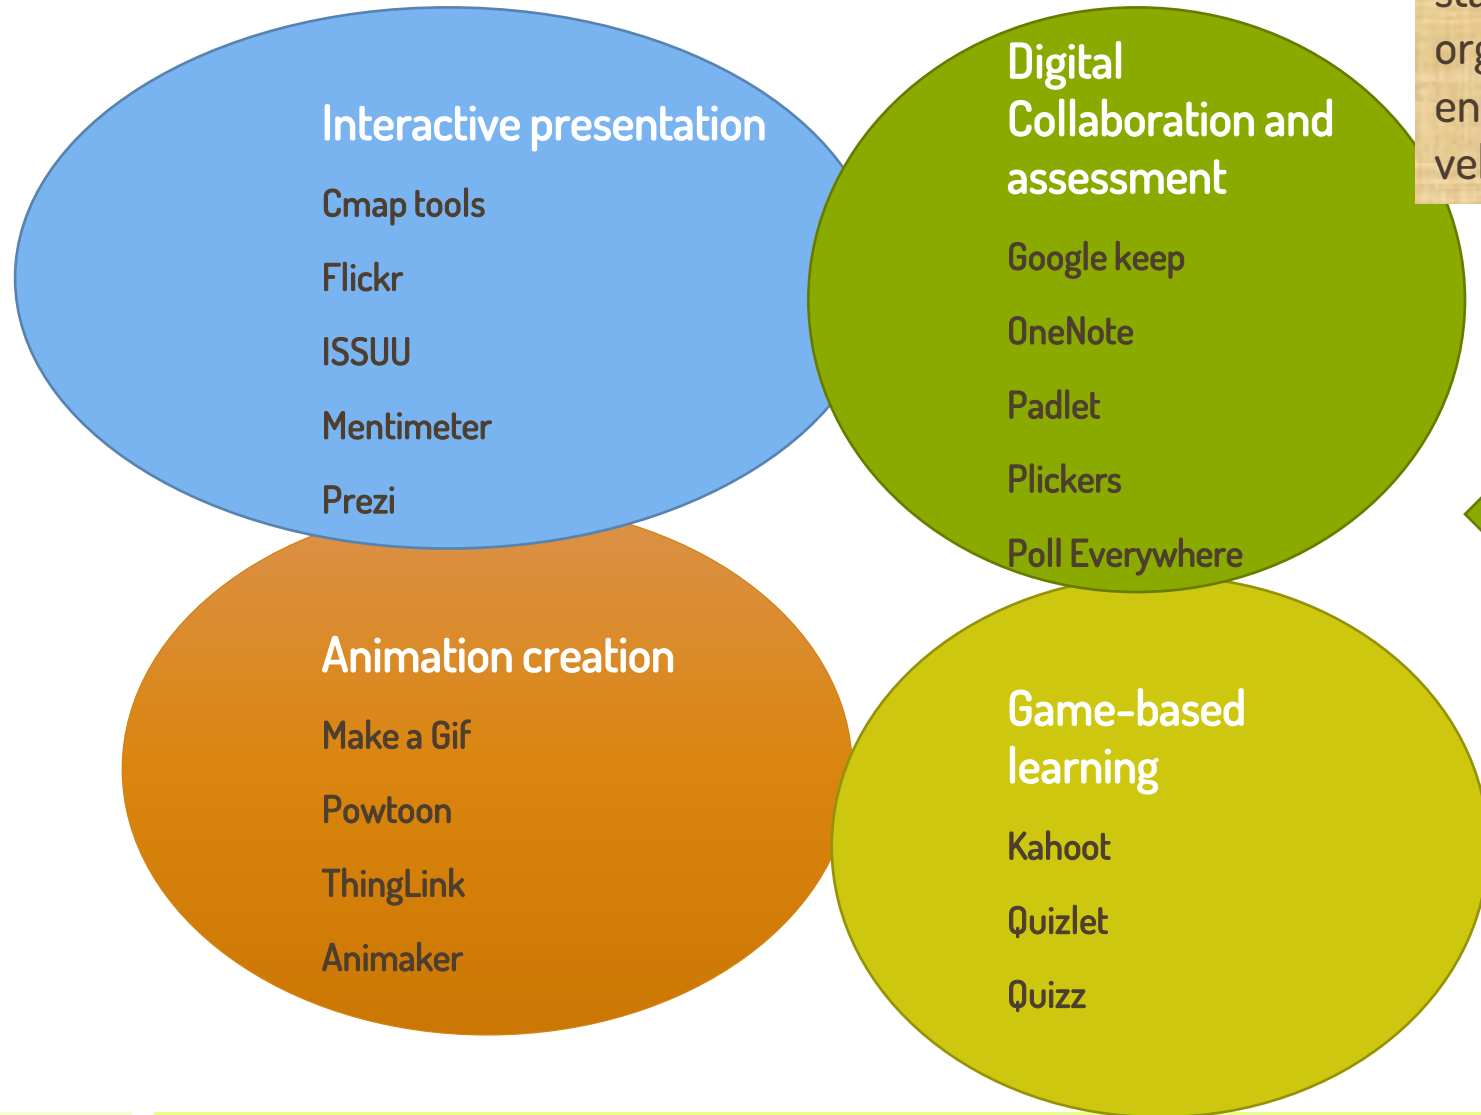 Interactive presentation
Cmap tools
Flickr
ISSUU
Mentimeter
Prezi
Digital
Collaboration and
assessment
Google keep
OneNote
Padlet
Plickers
Poll Everywhere
Animation creation
Make a Gif
Powtoon
ThingLink
Animaker
Game-based
learning
Kahoot
Quizlet
Quizz